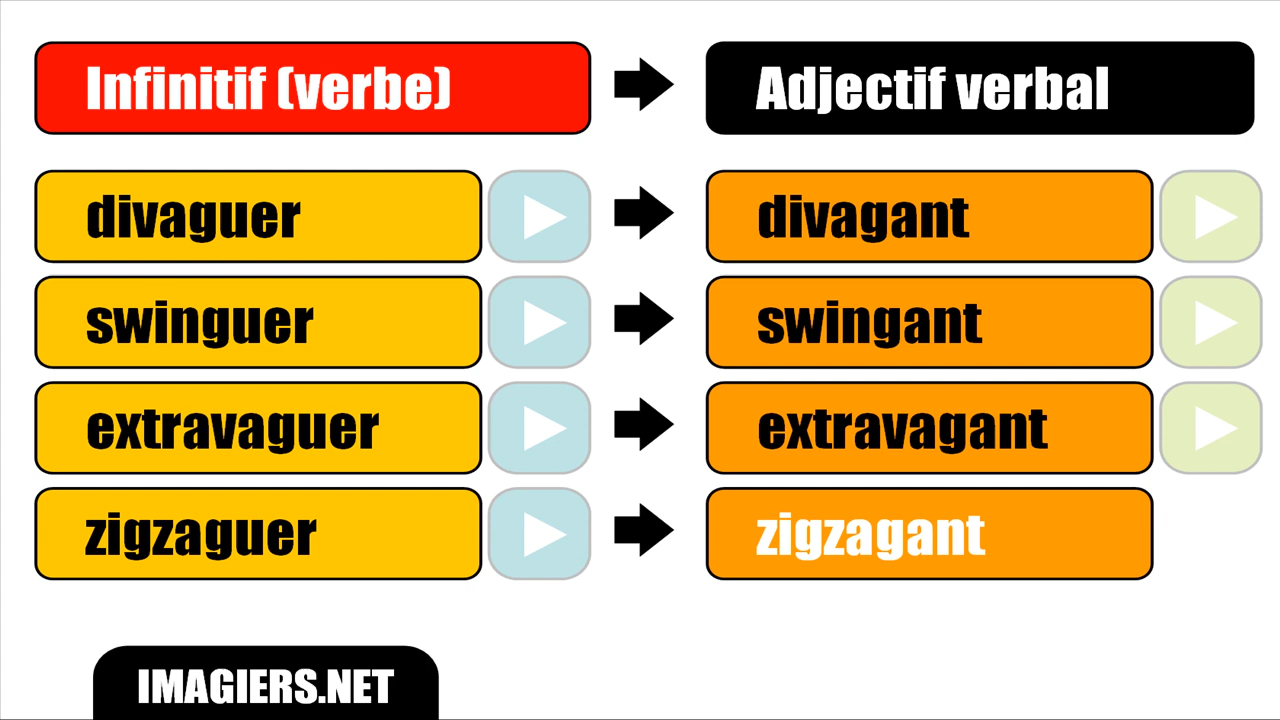 Infinitif (verbe)
Adjectif verbal
divaguer
divagant
swinguer
swingant
extravaguer
extravagant
zigzaguer
zigzagant
IMAGIERS.NET